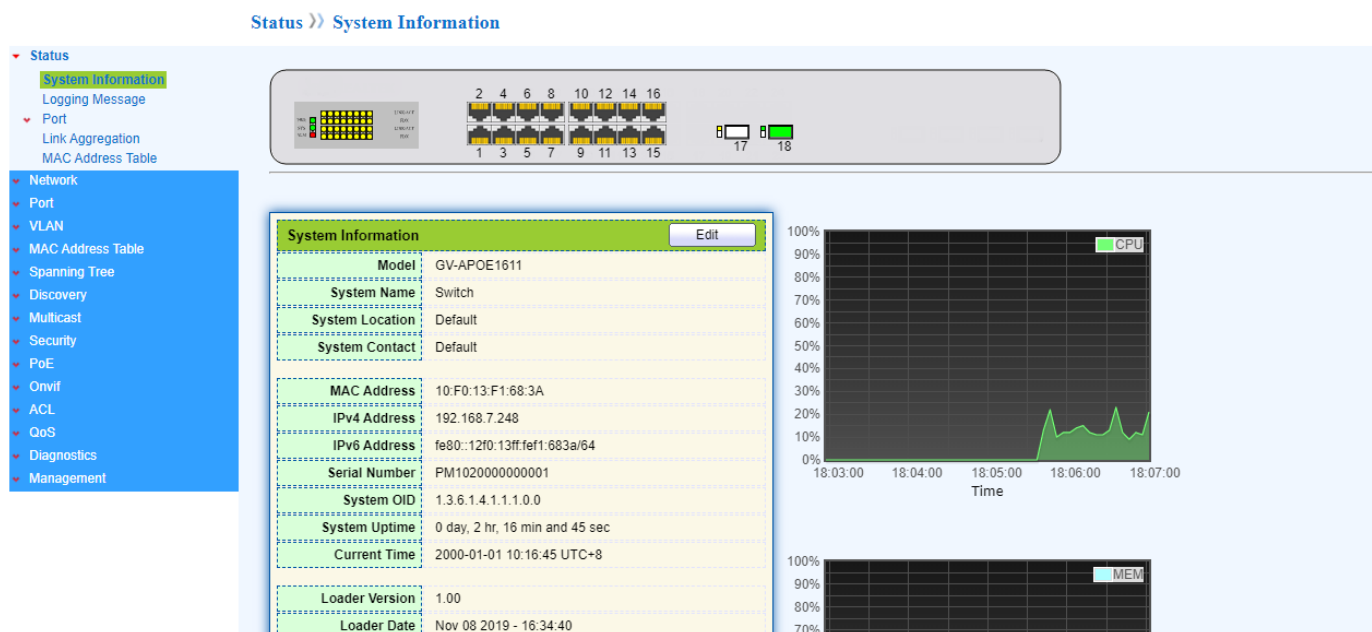 Status » System Information
Status
System Information
Logging Message
Port
Link Aggregation
MAC Address Table
Network
Port
VLAN
MAC Address Table
Spanning Tree
Discovery
Multicast
Security
PoE
Onvif
ACL
QoS
Diagnostics
Management
2 4 6 8 10 12 14 16
1 3 5 7 9 11 13 15
17 18
System Information Edit
Model GV-APOE1611
System Name Switch
System Location Default
System Contact Default
MAC Address 10:F0:13:F1:68:3A
IPv4 Address 192.168.7.248
IPv6 Address fe80::12f0:13ff:fef1:683a/64
Serial Number PM1020000000001
System OID 1.3.6.1.4.1.1.1.0.0
System Uptime 0 day, 2 hr, 16 min and 45 sec
Current Time 2000-01-01 10:16:45 UTC+8
Loader Version 1.00
Loader Date Nov 08 2019 - 16:34:40
CPU
100%
90%
80%
70%
60%
50%
40%
30%
20%
10%
0%
18:03:00 18:04:00 18:05:00 18:06:00 18:07:00
Time
MEM
100%
90%
80%
70%